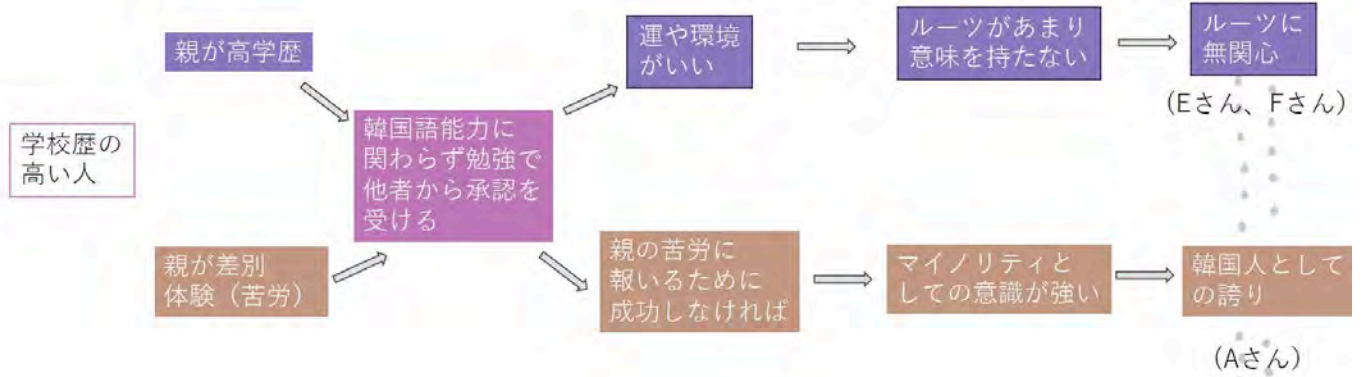 学校歴の
高い人
親が高学歴
親が差別
体験（苦労）
韓国語能力に
関わらず勉強で
他者から承認を
受ける
運や環境
がいい
ルーツがあまり
意味を持たない
ルーツに
無関心
(Eさん、Fさん)
親の苦労に
報いるために
成功しなければ
マイノリティと
しての意識が強い
韓国人として
の誇り
(Aさん)